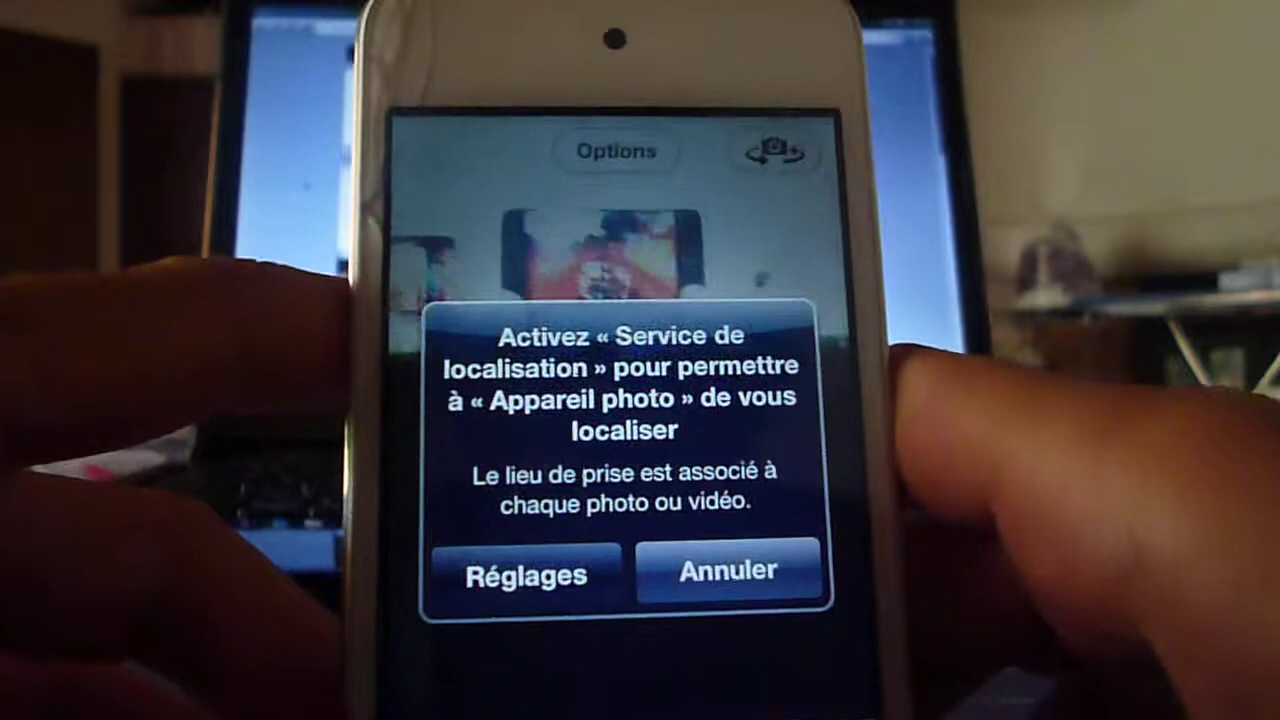 Options
Activez « Service de
localisation » pour permettre
à « Appareil photo » de vous
localiser
Le lieu de prise est associé à
chaque photo ou vidéo.
Réglages
Annuler